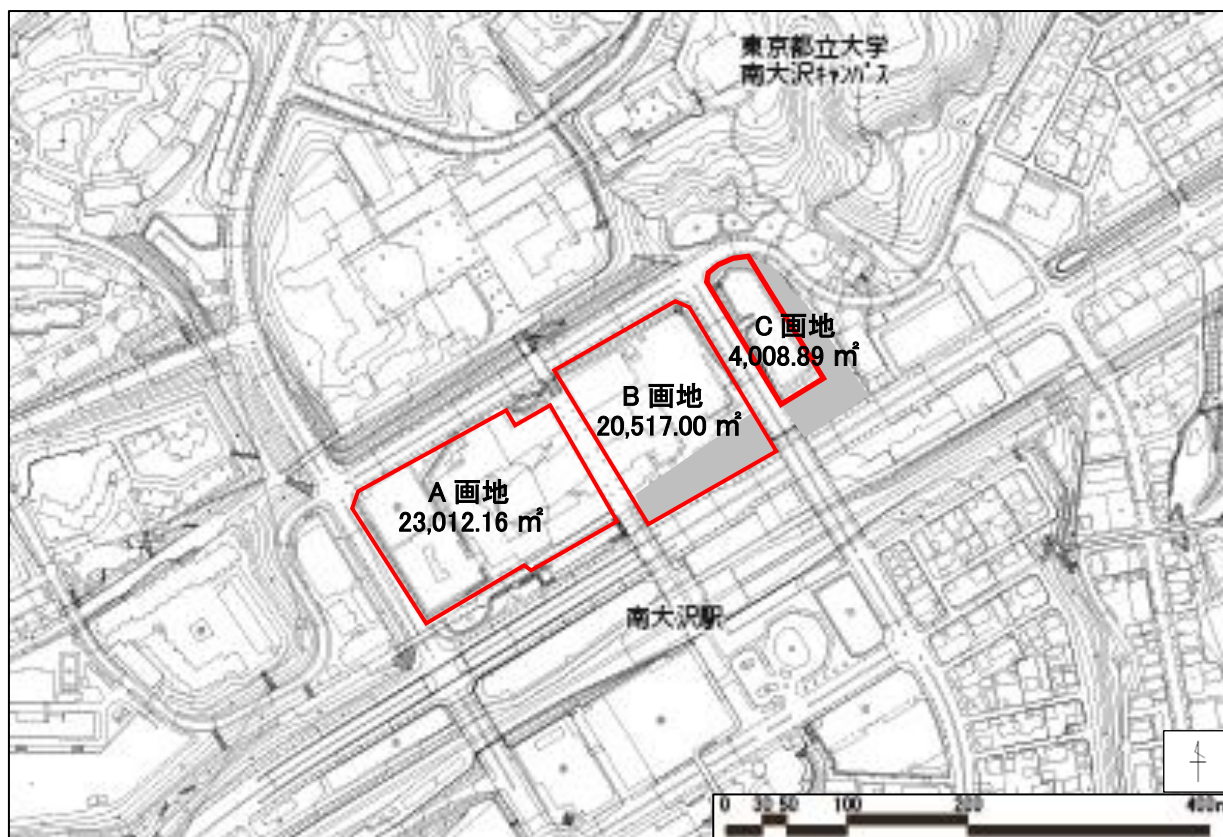 東京都立大学
南大沢キャンパス
C 画地
4,008.89 ㎡
B 画地
20,517.00 ㎡
A 画地
23,012.16 ㎡
南大沢駅
0 30 50 100 200 400m